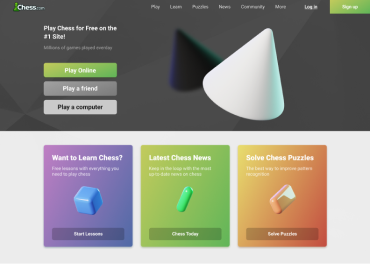 Chess.com
Play Learn Puzzles News Community More Log in Sign up
Play Chess for Free on the
#1 Site!
Millions of games played everday
Play Online
Play a friend
Play a computer
Want to Learn Chess?
Free lessons with everything you
need to play chess
Start Lessons
Latest Chess News
Keep in the loop with the most
up to date news on chess
Chess Today
Solve Chess Puzzles
The best way to improve pattern
recognition
Solve Puzzles